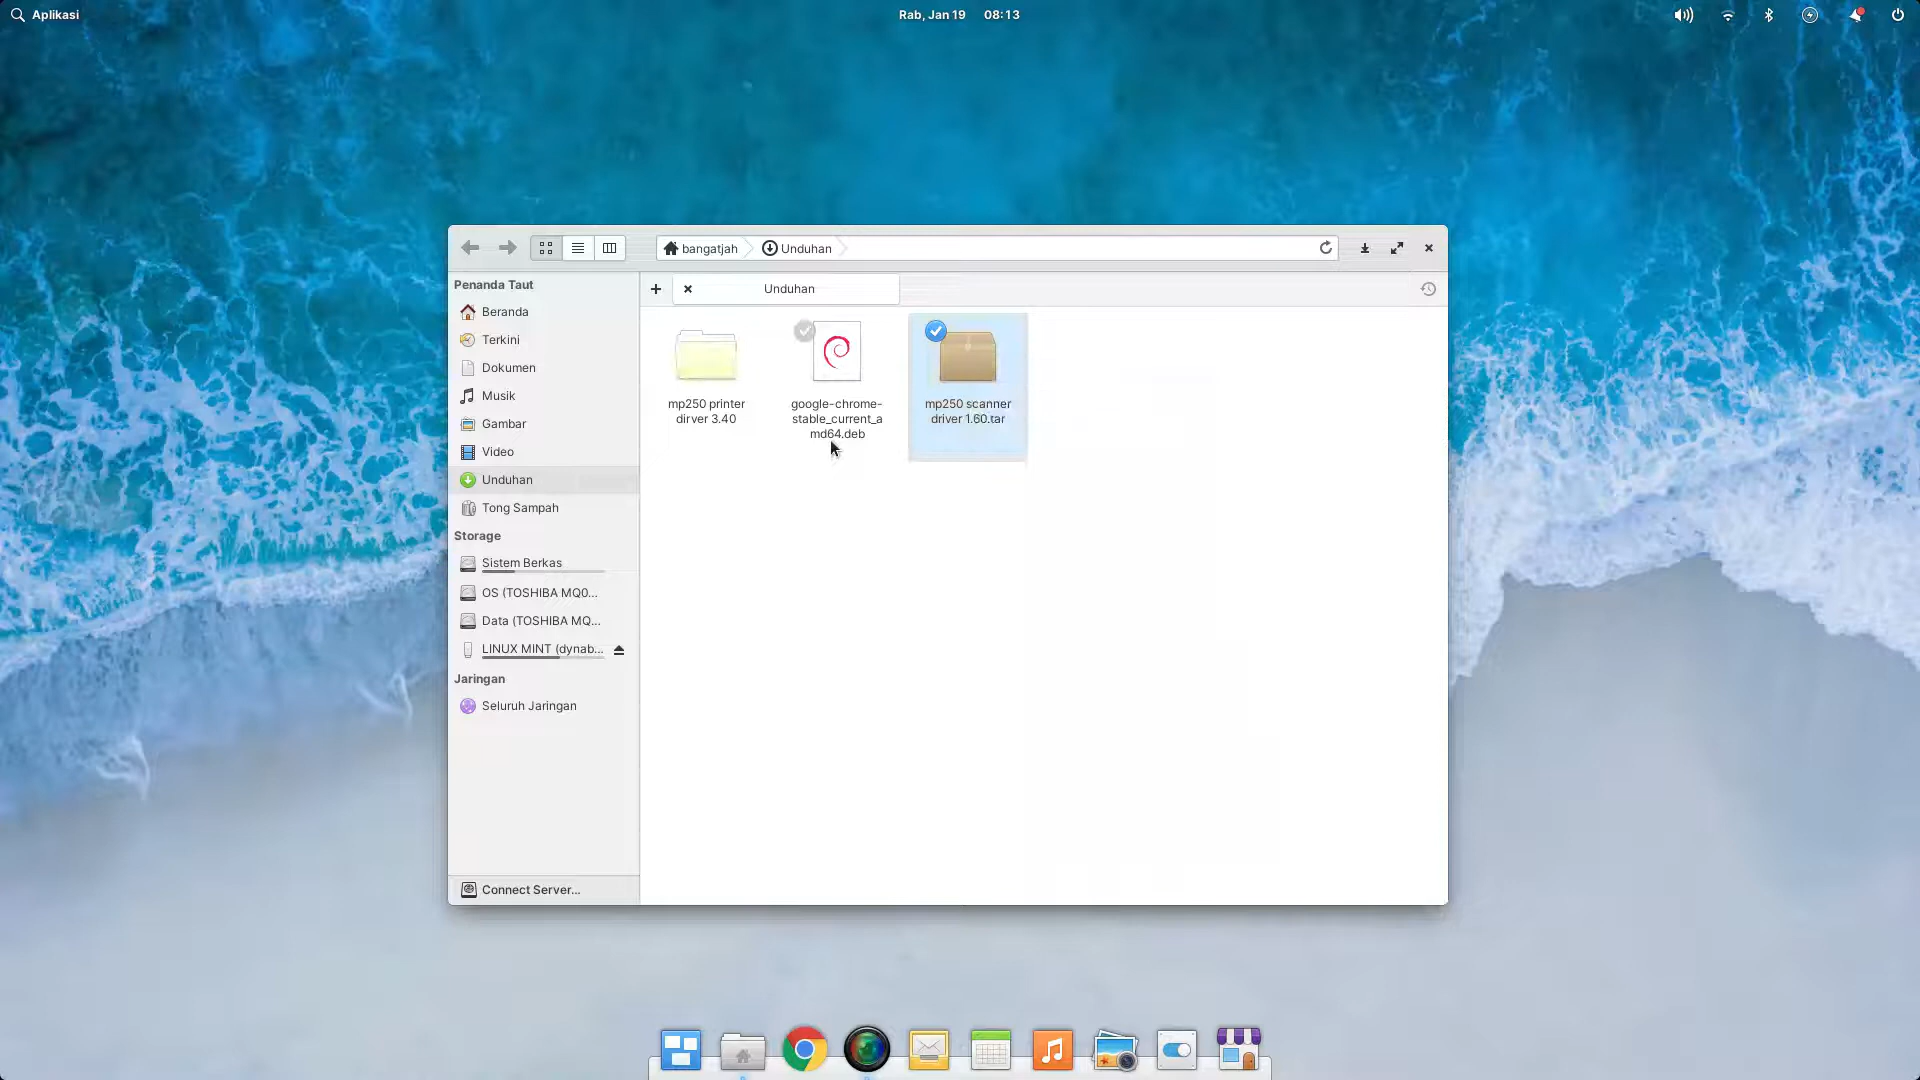 Aplikasi
Rab, Jan 19 08:13
bangatjah
Unduhan
Penanda Taut
Unduhan
Beranda
Terkini
Dokumen
Musik
Gambar
Video
Unduhan
Tong Sampah
Storage
Sistem Berkas
OS (TOSHIBA MQ0...
Data (TOSHIBA MQ...
LINUX MINT (dynab...
Jaringan
Seluruh Jaringan
Connect Server...
mp250 printer
dirver 3.40
google-chrome-
stable_current_a
md64.deb
mp250 scanner
driver 1.60.tar